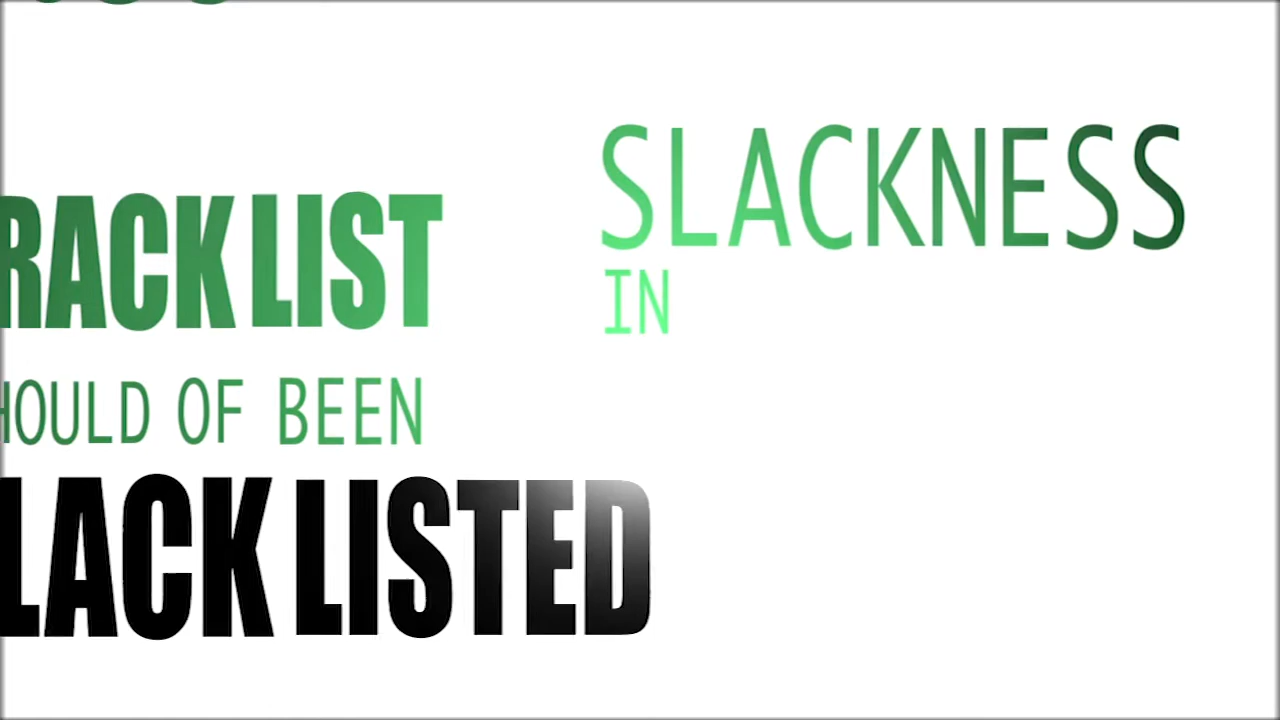 RACK LIST
HOULD OF BEEN
LACK LISTED
SLACKNESS
IN